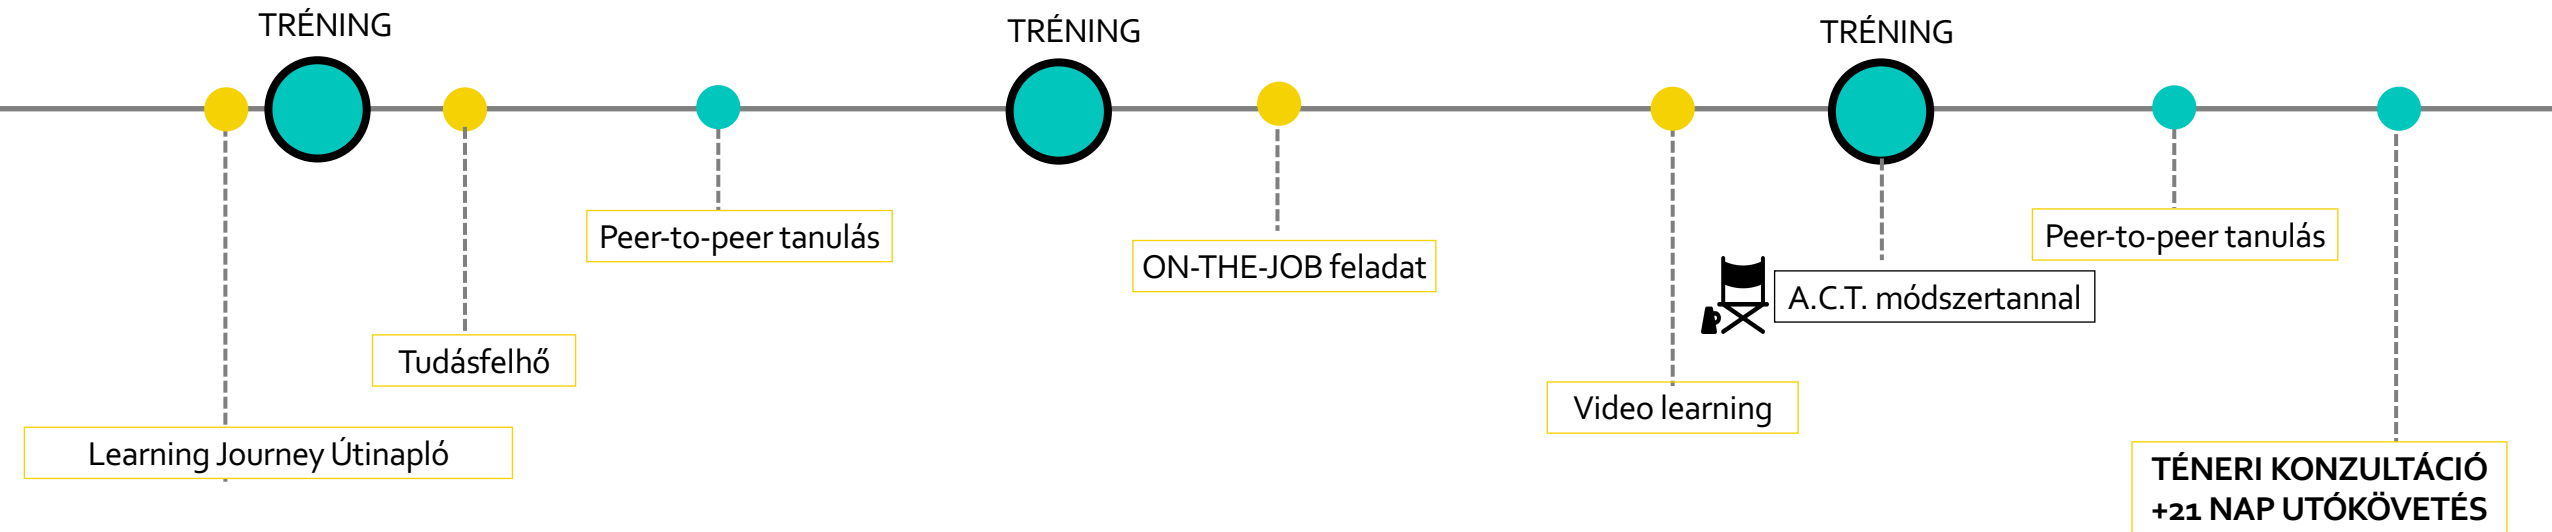 TRÉNING
TRÉNING
TRÉNING
Peer-to-peer tanulás
Peer-to-peer tanulás
ON-THE-JOB feladat
A.C.T. módszertannal
Tudásfelhő
Video learning
Learning Journey Útinapló
TÉNERI KONZULTÁCIÓ
+21 NAP UTÓKÖVETÉS